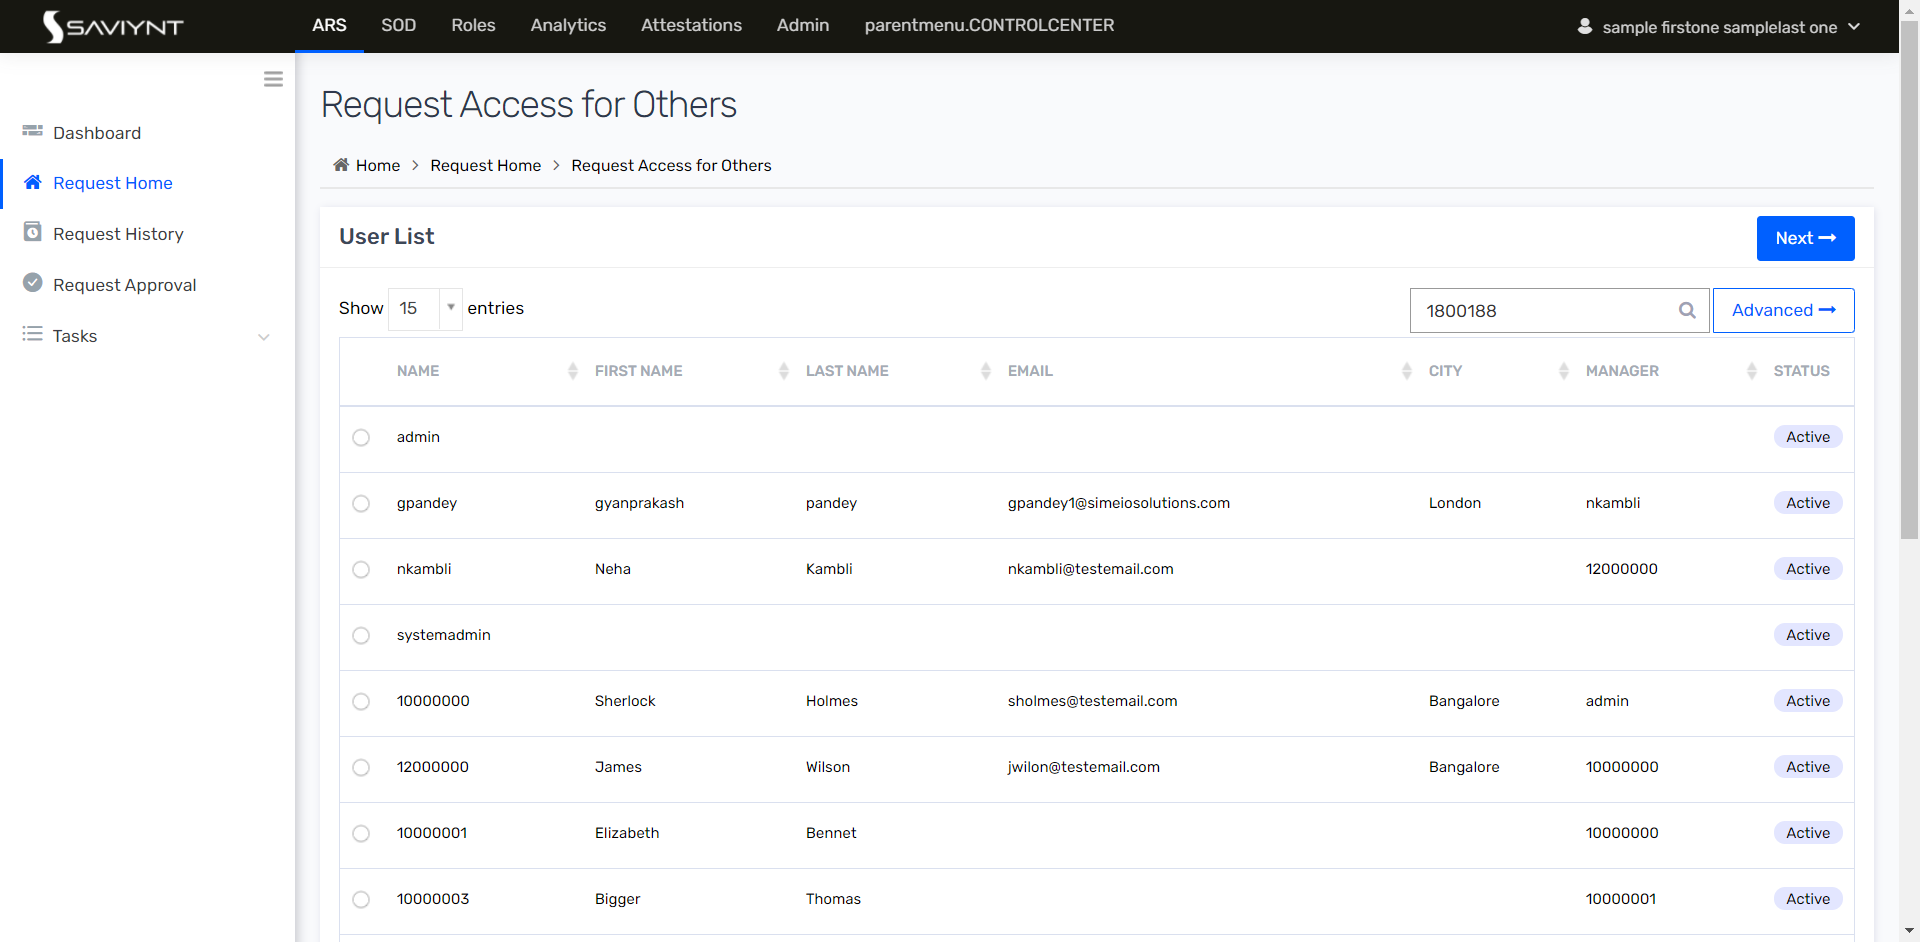 SAVIYNT
ARS SOD Roles Analytics Attestations Admin parentmenu.CONTROLCENTER sample firstone samplelast one
Dashboard
Request Home
Request History
Request Approval
Tasks
Request Access for Others
Home > Request Home > Request Access for Others
User List Next
Show 15 entries 1800188 Advanced
NAME FIRST NAME LAST NAME EMAIL CITY MANAGER STATUS
admin Active
gpandey gyanprakash pandey gpandey1@simeiosolutions.com London nkambli Active
nkambli Neha Kambli nkambli@testemail.com 12000000 Active
systemadmin Active
10000000 Sherlock Holmes sholmes@testemail.com Bangalore admin Active
12000000 James Wilson jwilon@testemail.com Bangalore 10000000 Active
10000001 Elizabeth Bennet 10000000 Active
10000003 Bigger Thomas 10000001 Active